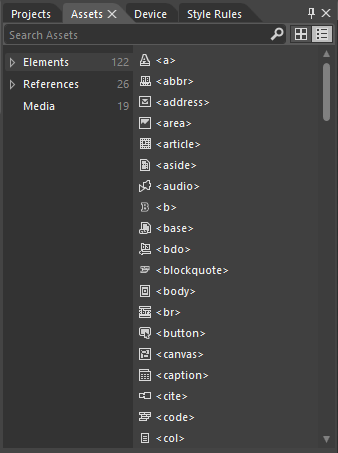 Projects Assets Device Style Rules
Search Assets
Elements 122
References 26
Media 19
<a>
<abbr>
<address>
<area>
<article>
<aside>
<audio>
<b>
<base>
<bdo>
<blockquote>
<body>
<br>
<button>
<canvas>
<caption>
<cite>
<code>
<col>